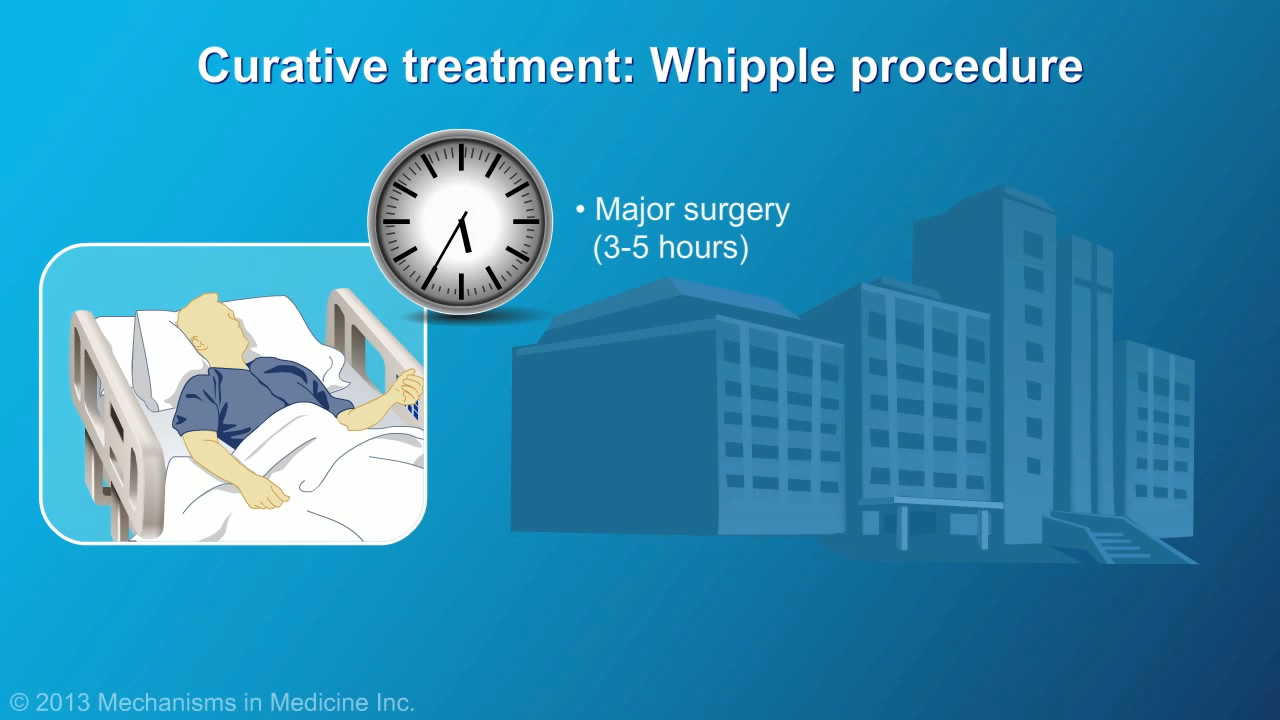 Curative treatment: Whipple procedure
• Major surgery
(3-5 hours)
© 2013 Mechanisms in Medicine Inc.